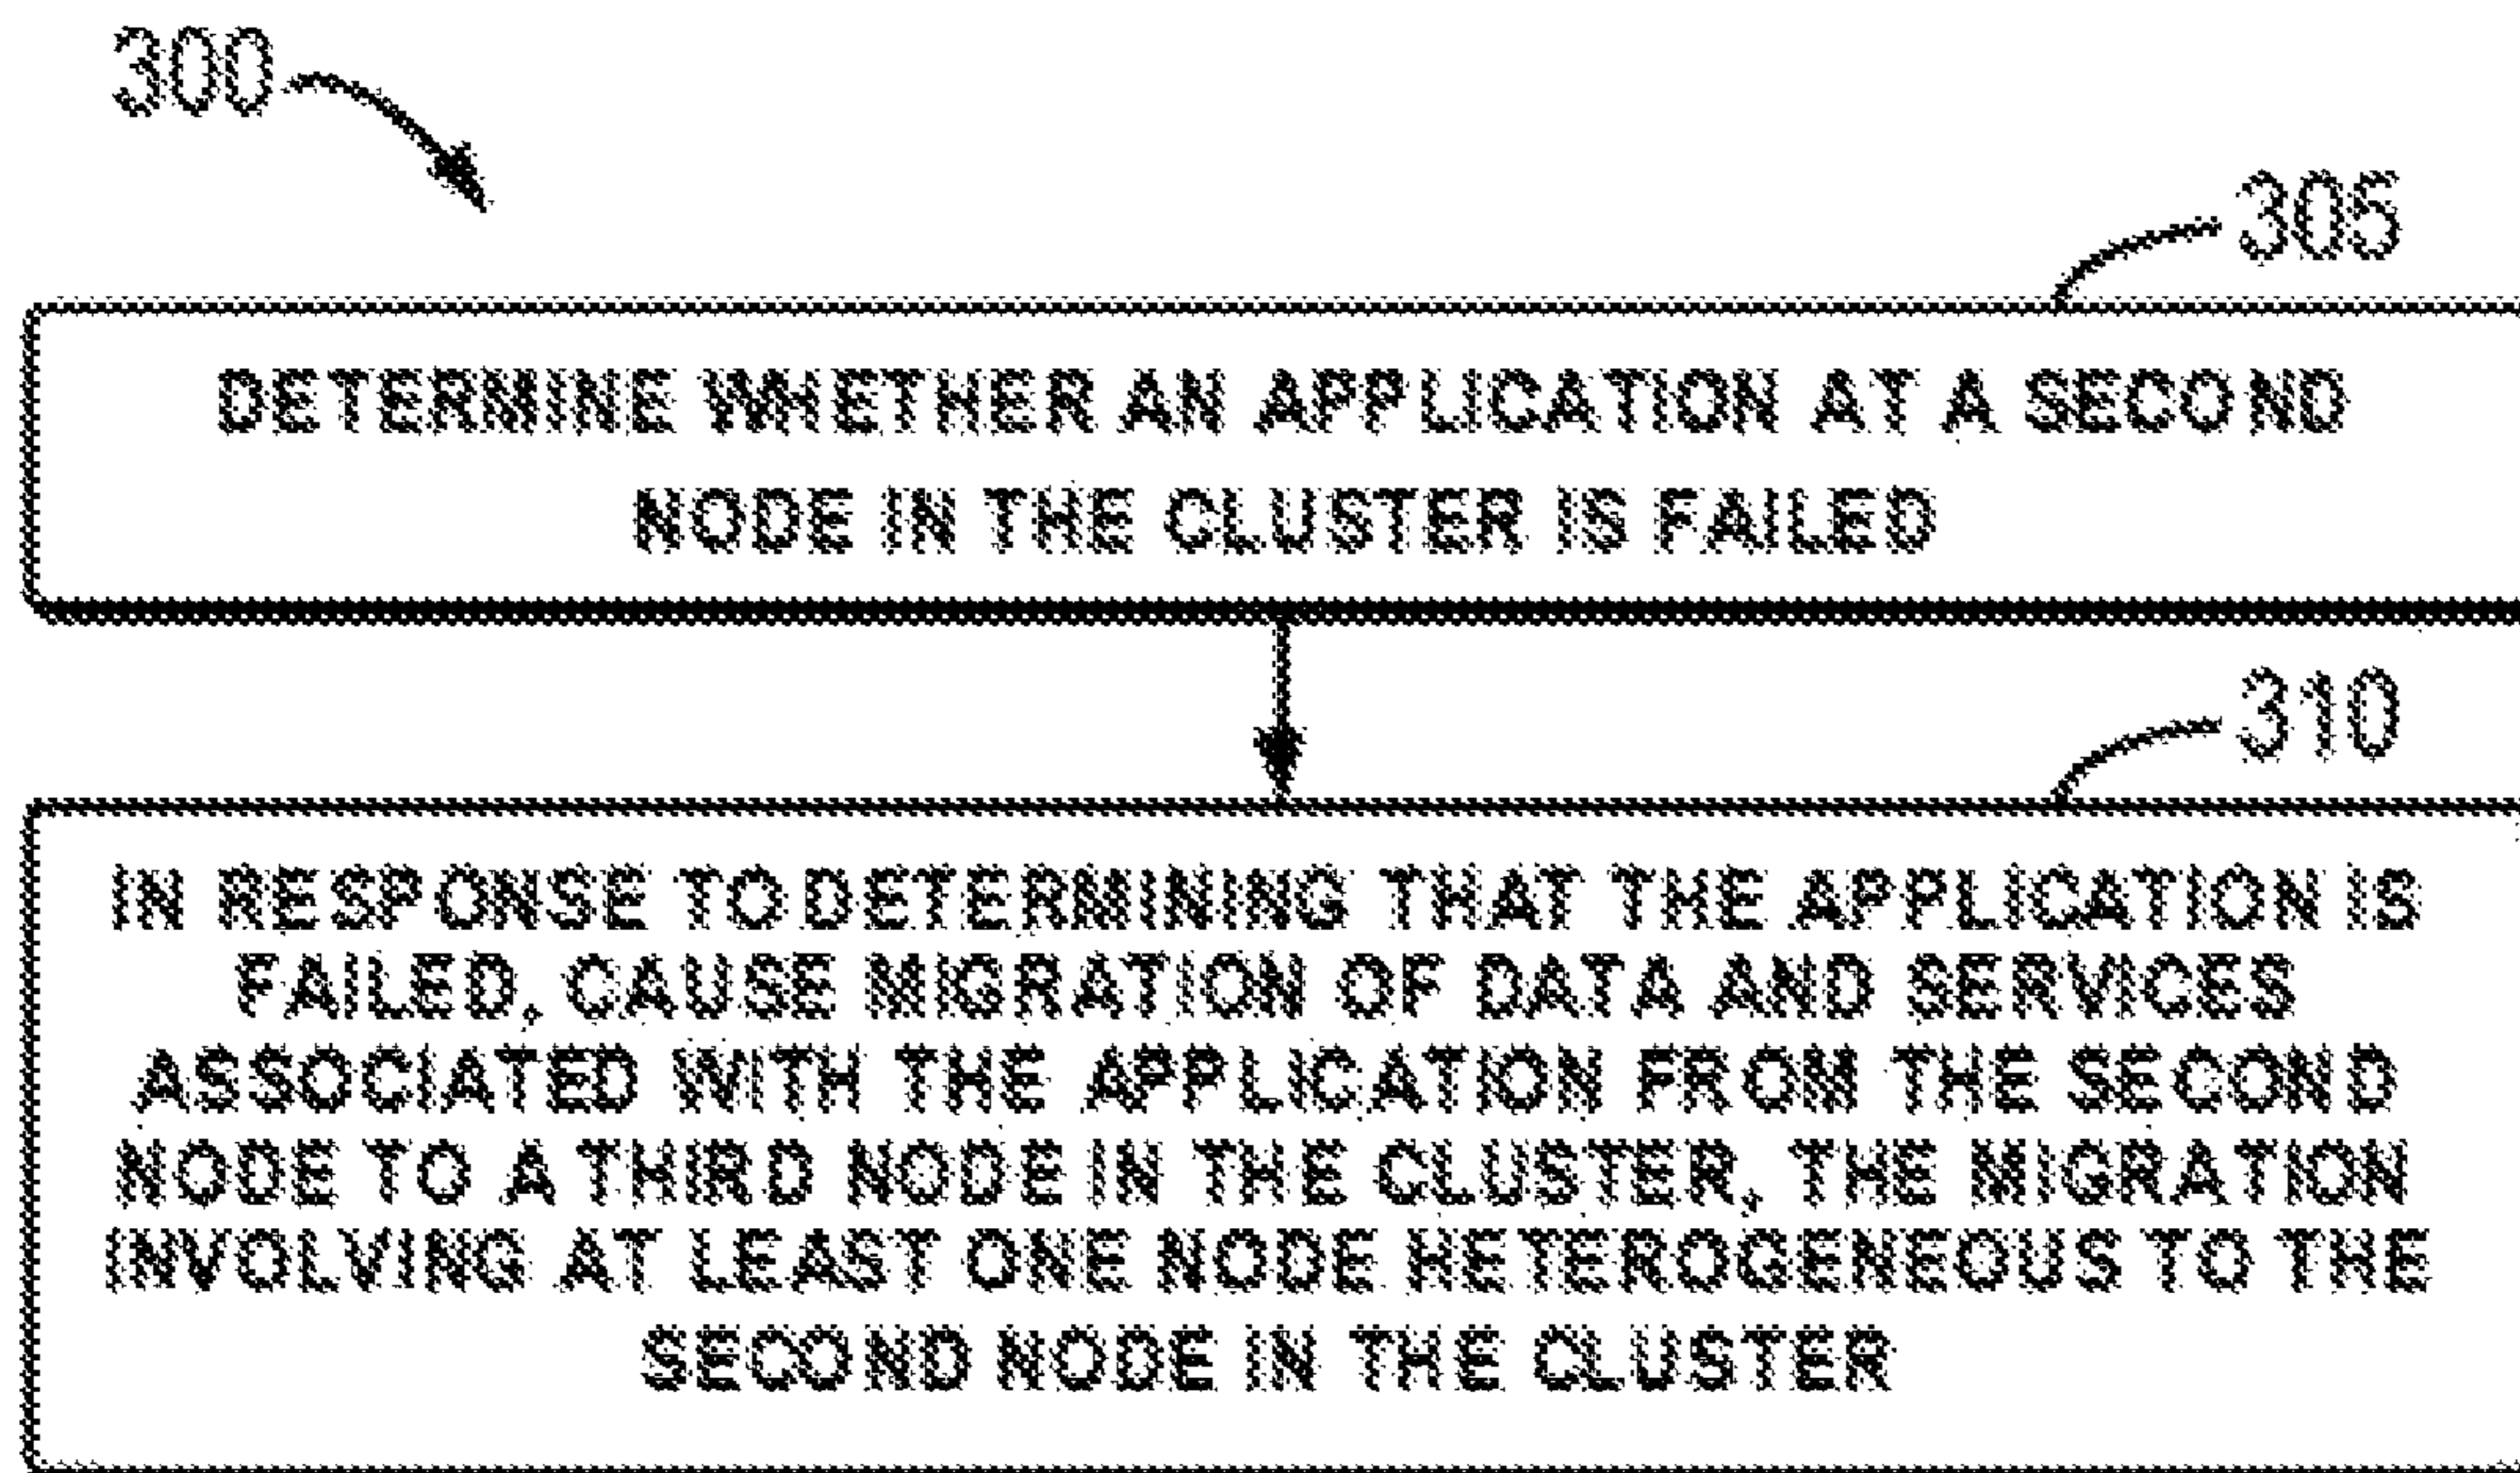 300
305
DETERMINE WHETHER AN APPLICATION AT A SECOND
NODE IN THE CLUSTER IS FAILED
310
IN RESPONSE TO DETERMINING THAT THE APPLICATION IS
FAILED, CAUSE MIGRATION OF DATA AND SERVICES
ASSOCIATED WITH THE APPLICATION FROM THE SECOND
NODE TO A THIRD NODE IN THE CLUSTER, THE MIGRATION
INVOLVING AT LEAST ONE NODE HETEROGENEOUS TO THE
SECOND NODE IN THE CLUSTER